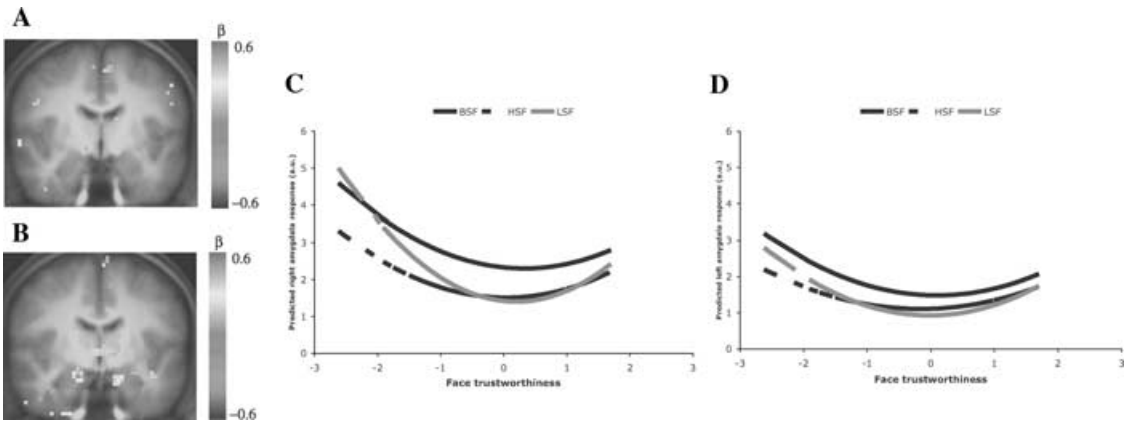 A
β
0.6
−0.6
B
β
0.6
−0.6
C
BSF HSF LSF
Predicted right amygdala response (a.u.)
6
5
4
3
2
1
0
-3 -2 -1 0 1 2 3
Face trustworthiness
D
BSF HSF LSF
Predicted left amygdala response (a.u.)
6
5
4
3
2
1
0
-3 -2 -1 0 1 2 3
Face trustworthiness